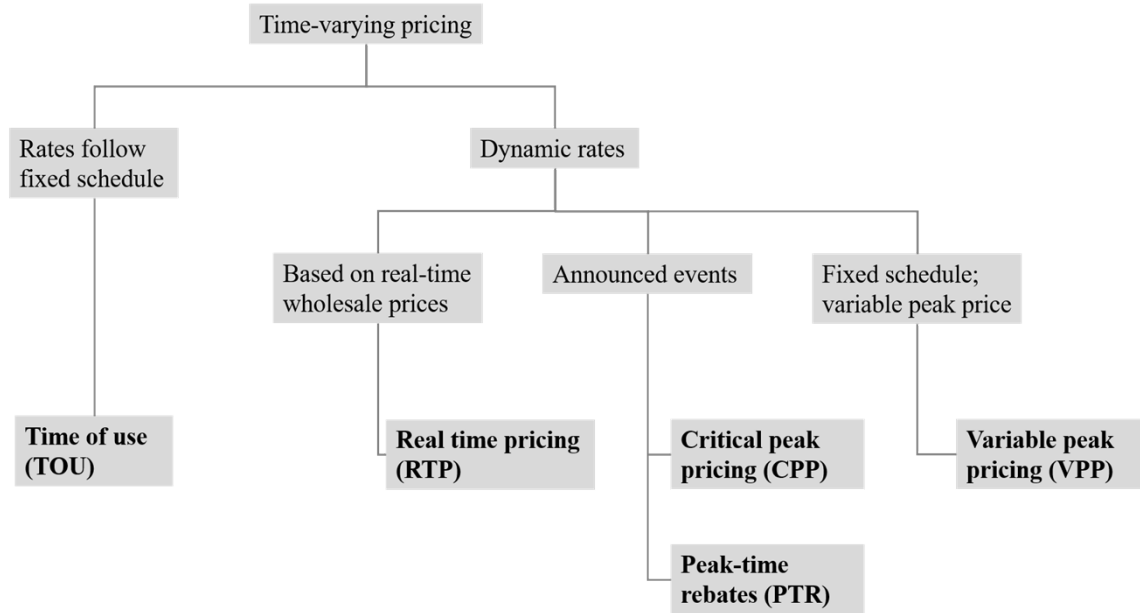 Time-varying pricing
Rates follow
fixed schedule
Dynamic rates
Based on real-time
wholesale prices
Announced events
Fixed schedule;
variable peak price
Time of use
(TOU)
Real time pricing
(RTP)
Critical peak
pricing (CPP)
Variable peak
pricing (VPP)
Peak-time
rebates (PTR)